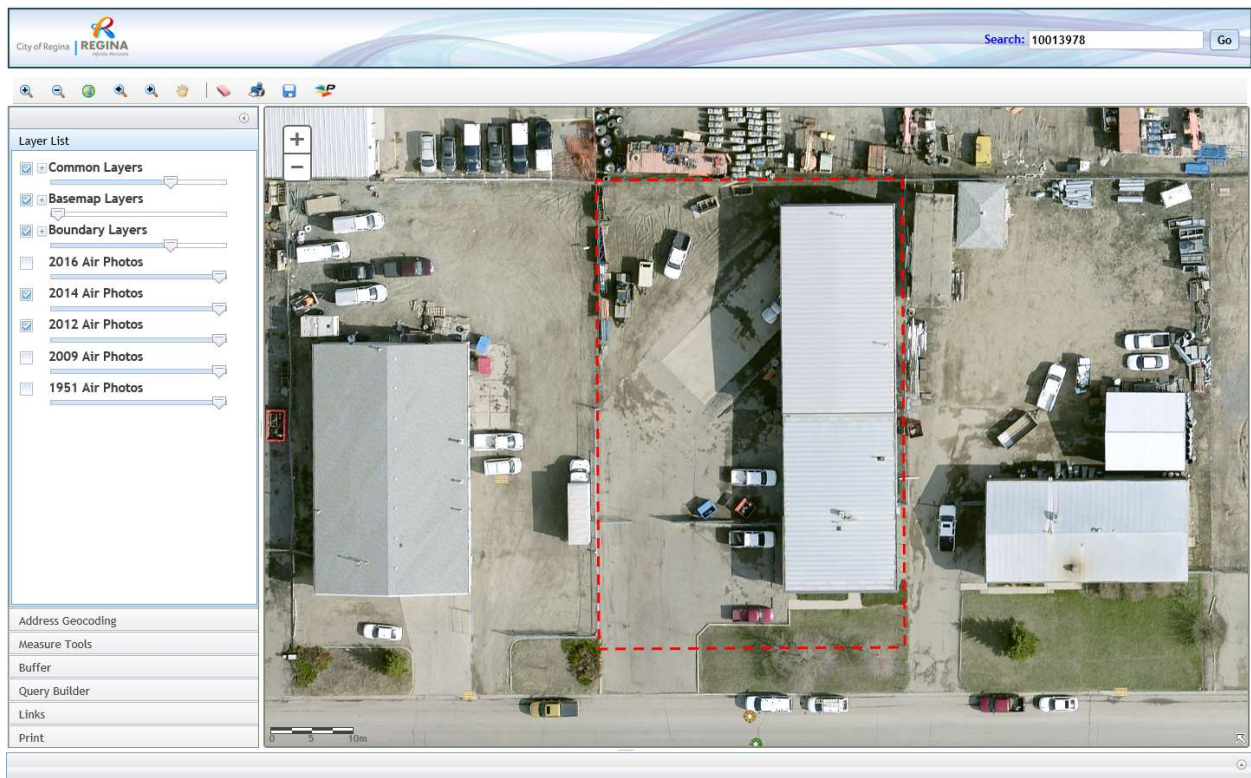 City of Regina | REGINA
Infinite Horizons
Search: 10013978
Go
P
Layer List
Common Layers
Basemap Layers
Boundary Layers
2016 Air Photos
2014 Air Photos
2012 Air Photos
2009 Air Photos
1951 Air Photos
Address Geocoding
Measure Tools
Buffer
Query Builder
Links
Print
+
−
0 5 10m